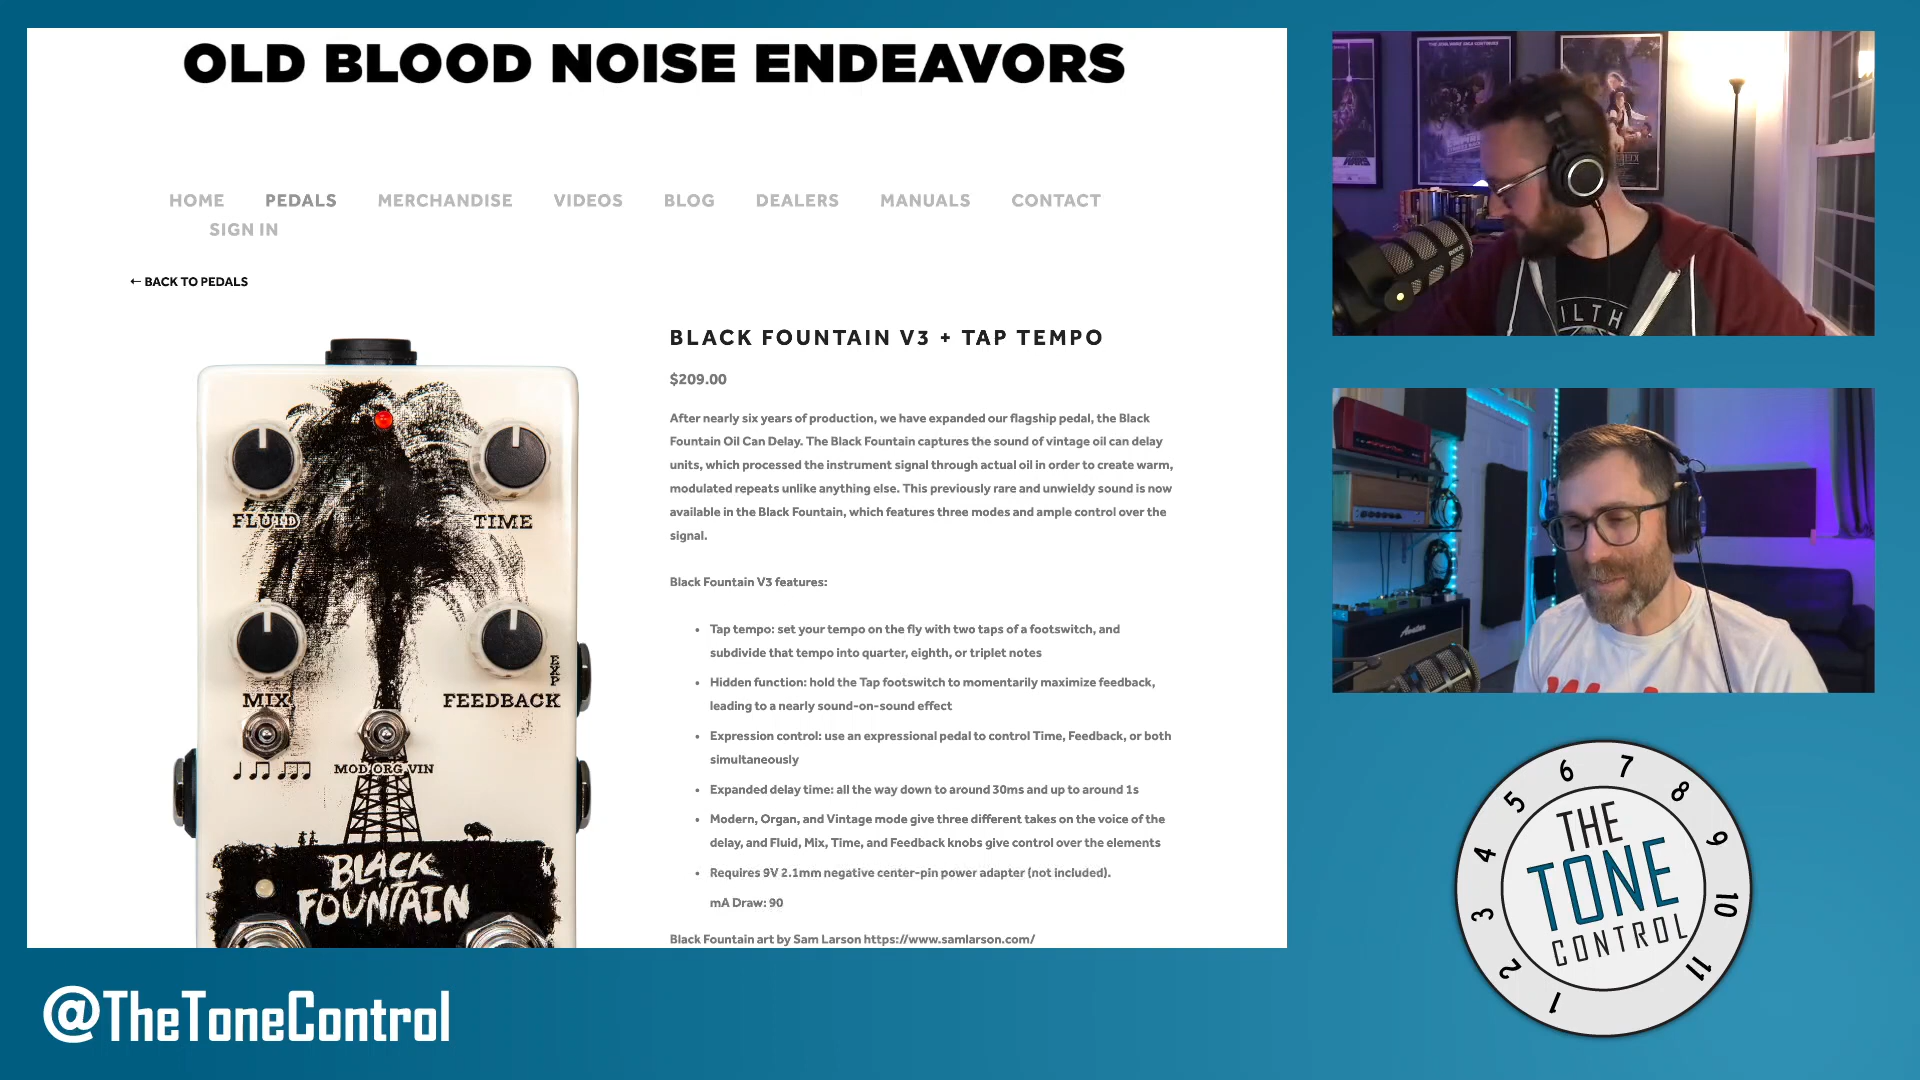 OLD BLOOD NOISE ENDEAVORS
HOME PEDALS MERCHANDISE VIDEOS BLOG DEALERS MANUALS CONTACT
SIGN IN
← BACK TO PEDALS
BLACK FOUNTAIN V3 + TAP TEMPO
$209.00
After nearly six years of production, we have expanded our flagship pedal, the Black
Fountain Oil Can Delay. The Black Fountain captures the sound of vintage oil can delay
units, which processed the instrument signal through actual oil in order to create warm,
modulated repeats unlike anything else. This previously rare and unwieldy sound is now
available in the Black Fountain, which features three modes and ample control over the
signal.
Black Fountain V3 features:
• Tap tempo: set your tempo on the fly with two taps of a footswitch, and
subdivide that tempo into quarter, eighth, or triplet notes
• Hidden function: hold the Tap footswitch to momentarily maximize feedback,
leading to a nearly sound-on-sound effect
• Expression control: use an expressional pedal to control Time, Feedback, or both
simultaneously
• Expanded delay time: all the way down to around 30ms and up to around 1s
• Modern, Organ, and Vintage mode give three different takes on the voice of the
delay, and Fluid, Mix, Time, and Feedback knobs give control over the elements
• Requires 9V 2.1mm negative center-pin power adapter (not included).
mA Draw: 90
Black Fountain art by Sam Larson https://www.samlarson.com/
FLUID TIME
EXP
MIX FEEDBACK
MOD ORG VIN
BLACK
FOUNTAIN
@TheToneControl
ILTH
Avatar
RODE
1 2 3 4 5 6 7 8 9 10 11
THE
TONE
CONTROL